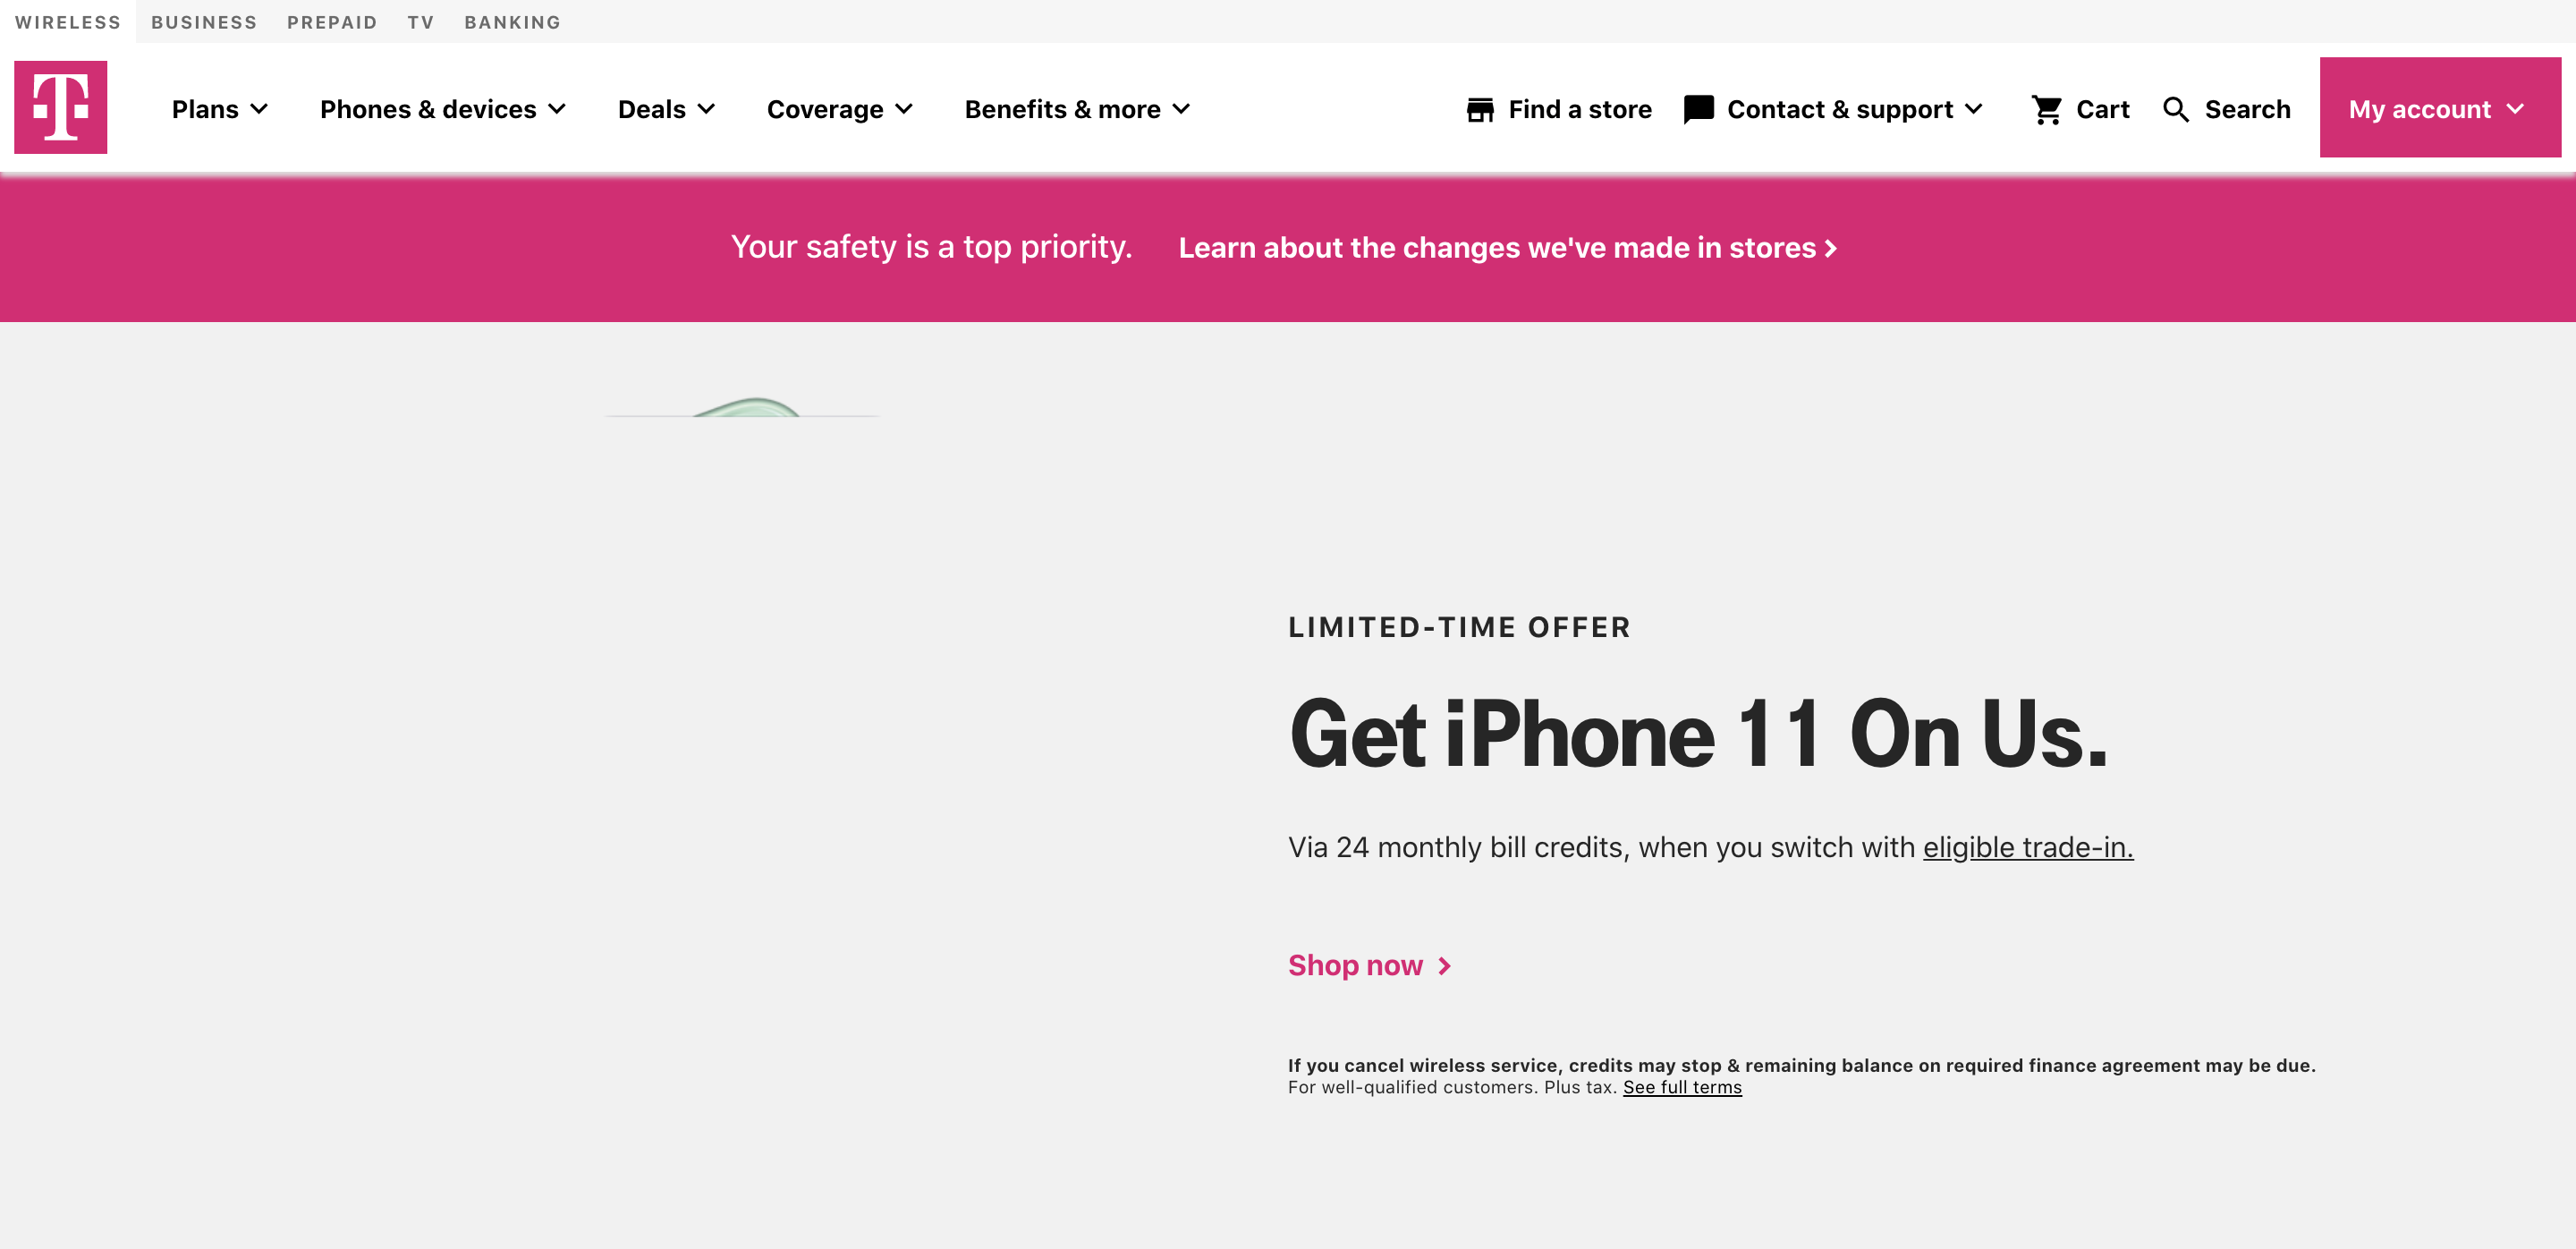 WIRELESS BUSINESS PREPAID TV BANKING
T Plans Phones & devices Deals Coverage Benefits & more Find a store Contact & support Cart Search My account
Your safety is a top priority. Learn about the changes we've made in stores
LIMITED-TIME OFFER
Get iPhone 11 On Us.
Via 24 monthly bill credits, when you switch with eligible trade-in.
Shop now
If you cancel wireless service, credits may stop & remaining balance on required finance agreement may be due.
For well-qualified customers. Plus tax. See full terms